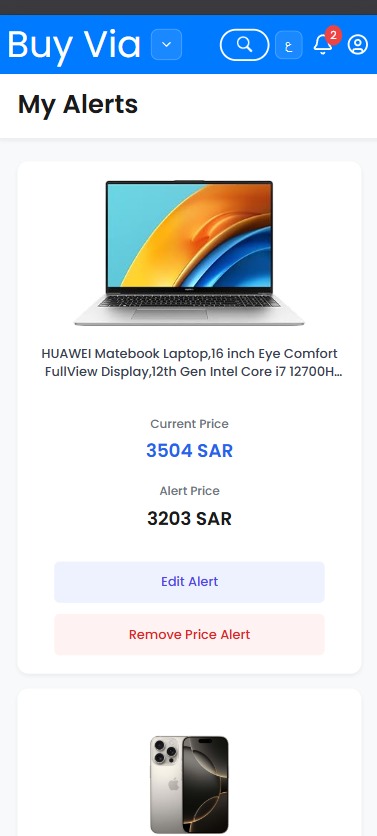 Buy Via
ع
2
My Alerts
HUAWEI Matebook Laptop,16 inch Eye Comfort
FullView Display,12th Gen Intel Core i7 12700H...
Current Price
3504 SAR
Alert Price
3203 SAR
Edit Alert
Remove Price Alert